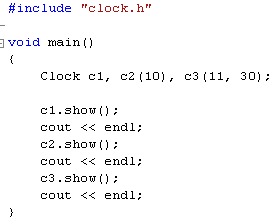 #include "clock.h"
void main()
{
Clock c1, c2(10), c3(11, 30);
c1.show();
cout << endl;
c2.show();
cout << endl;
c3.show();
cout << endl;
}